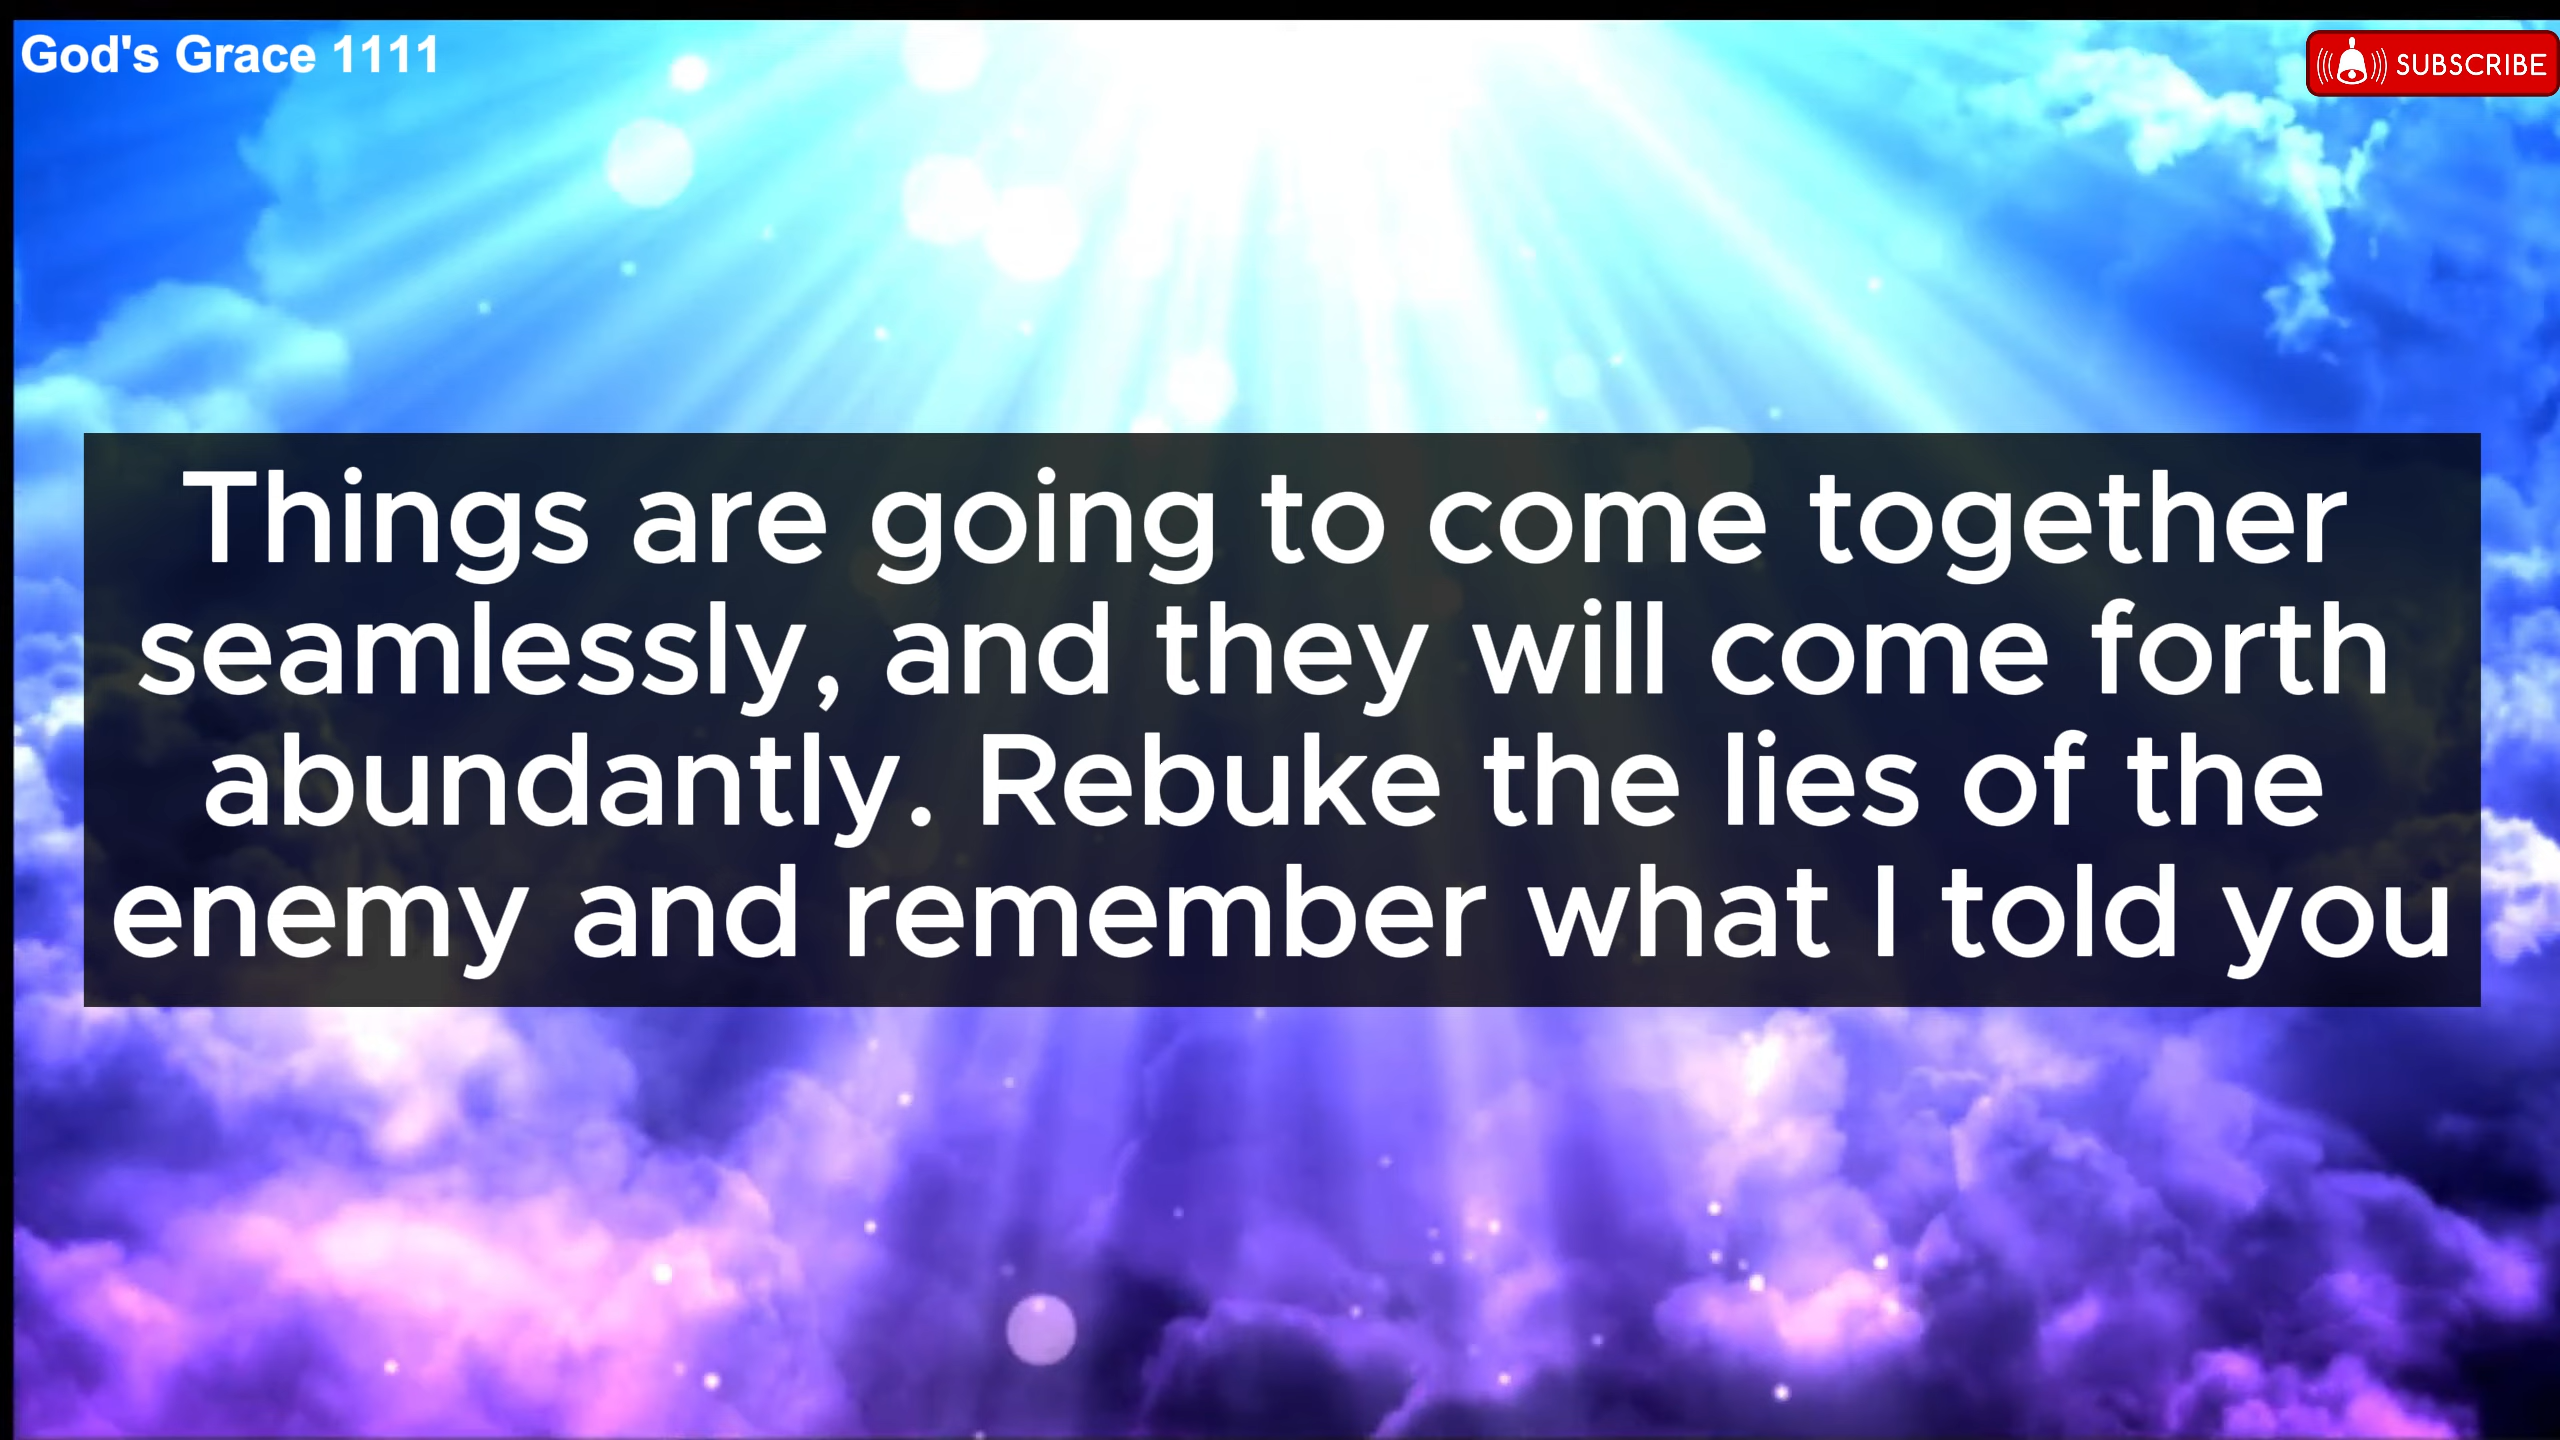 God's Grace 1111
SUBSCRIBE
Things are going to come together
seamlessly, and they will come forth
abundantly. Rebuke the lies of the
enemy and remember what I told you